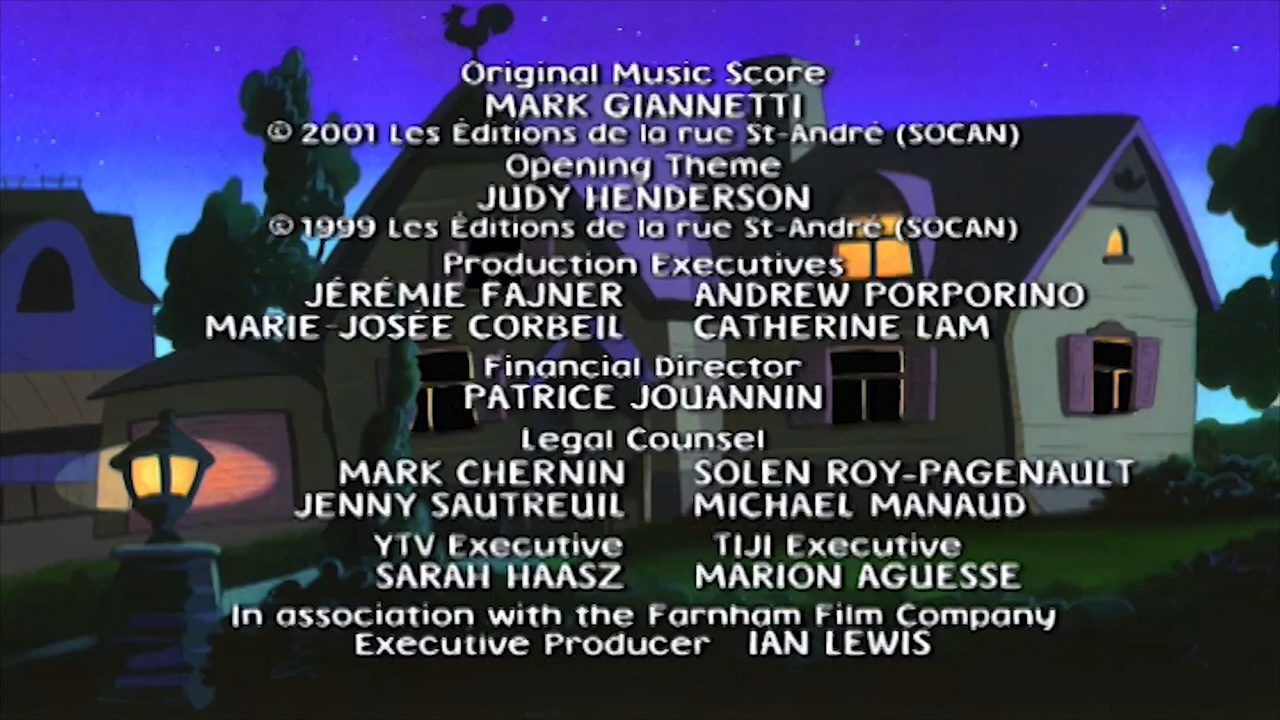 Original Music Score
MARK GIANNETTI
© 2001 Les Éditions de la rue St-André (SOCAN)
Opening Theme
JUDY HENDERSON
© 1999 Les Éditions de la rue St-André (SOCAN)
Production Executives
JÉRÉMIE FAJNER ANDREW PORPORINO
MARIE-JOSÉE CORBEIL CATHERINE LAM
Financial Director
PATRICE JOUANNIN
Legal Counsel
MARK CHERNIN SOLEN ROY-PAGENAULT
JENNY SAUTREUIL MICHAEL MANAUD
YTV Executive TIJI Executive
SARAH HAASZ MARION AGUESSE
In association with the Farnham Film Company
Executive Producer IAN LEWIS